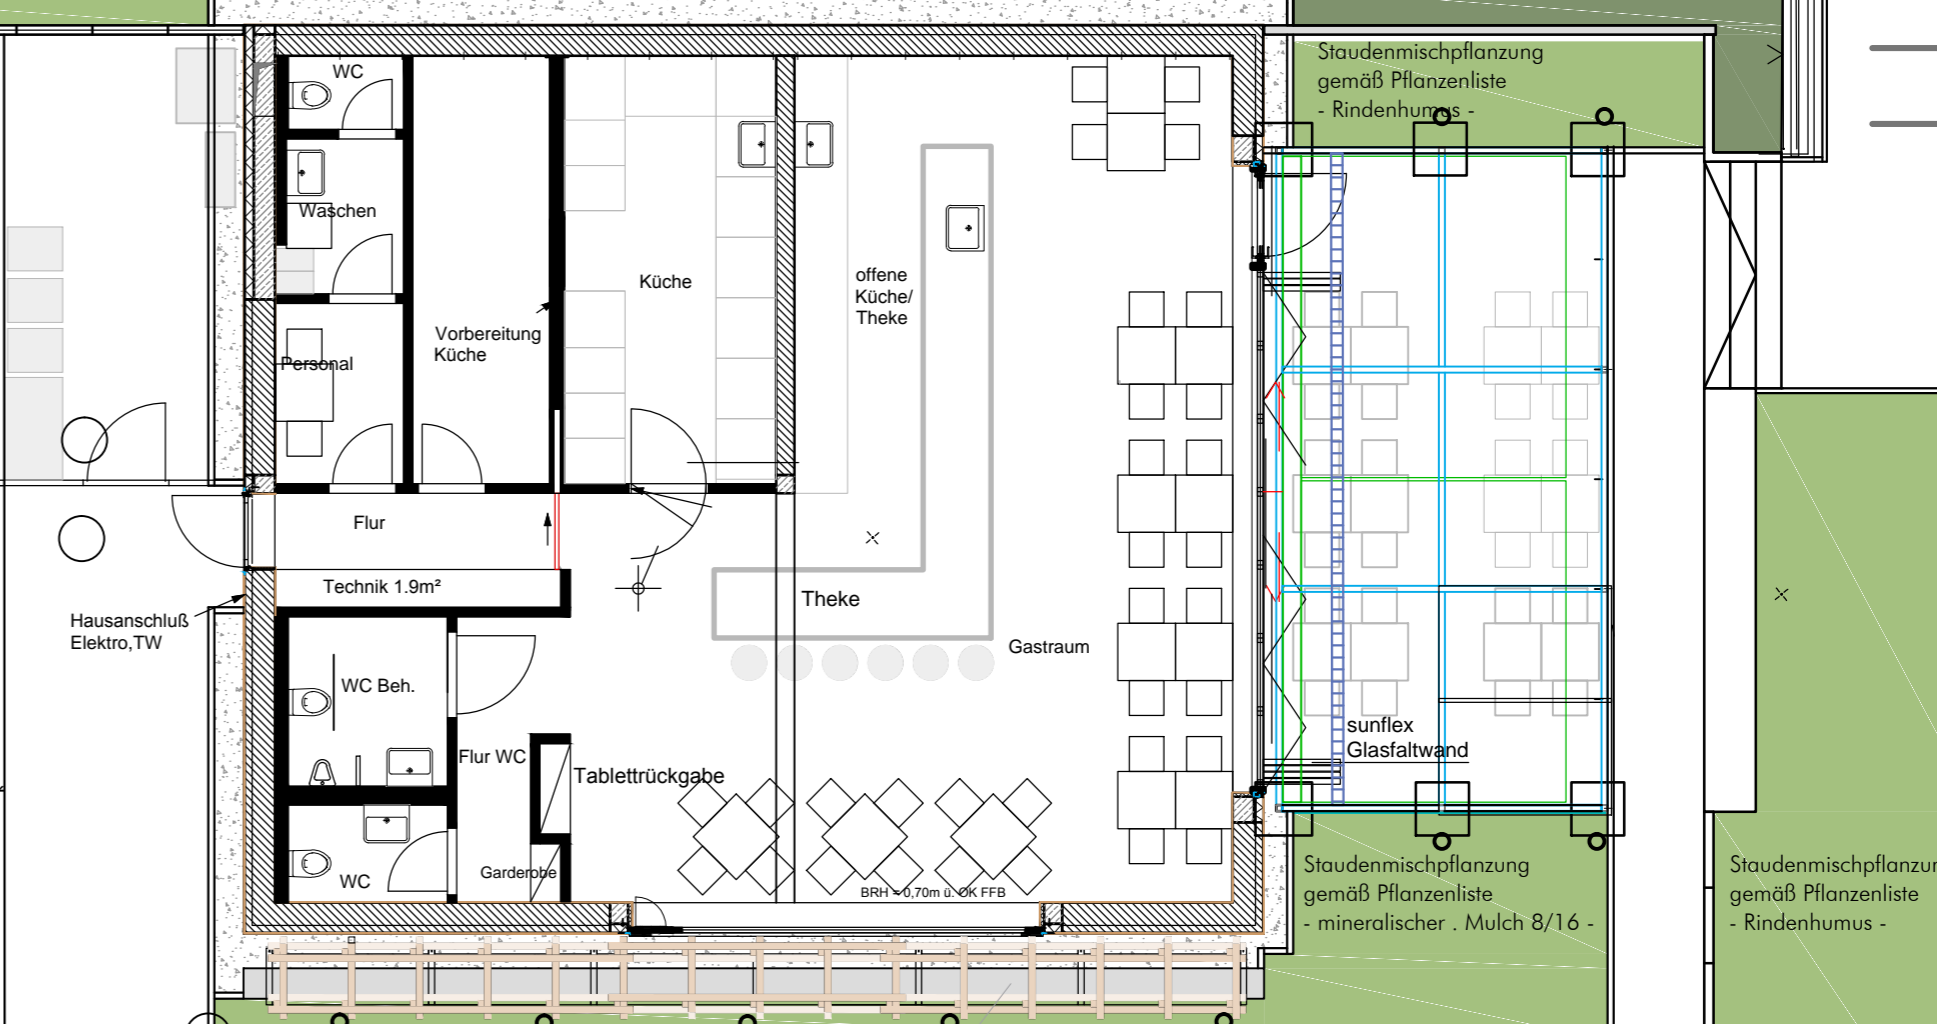 Staudenmischpflanzung
gemäß Pflanzenliste
- Rindenhumus -
WC
Waschen
Küche
offene
Küche/
Theke
Vorbereitung
Küche
Personal
Flur
Technik 1.9m²
Hausanschluß
Elektro,TW
Theke
Gastraum
WC Beh.
Flur WC
Tablettrückgabe
sunflex
Glasfaltwand
Garderobe
WC
BRH = 0,70m ü. OK FFB
Staudenmischpflanzung
gemäß Pflanzenliste
- mineralischer . Mulch 8/16 -
Staudenmischpflanzun
gemäß Pflanzenliste
- Rindenhumus -